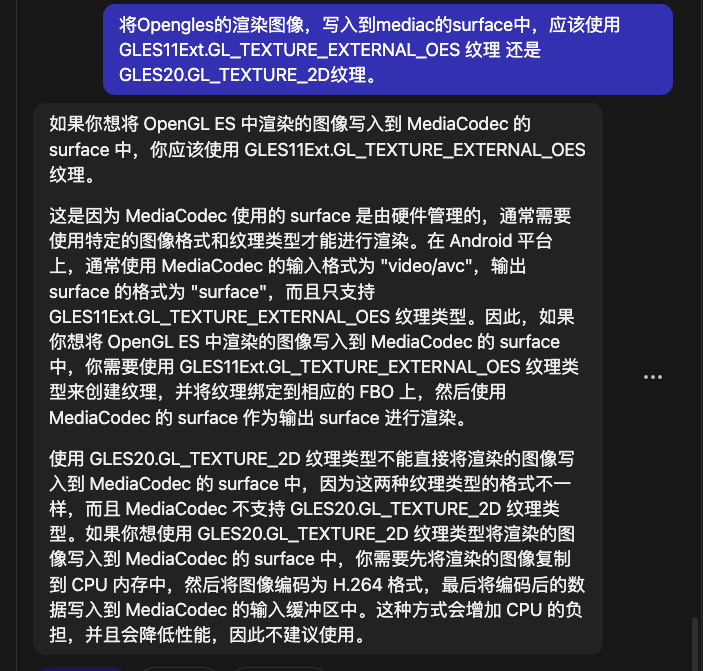 将Opengles的渲染图像，写入到mediac的surface中，应该使用
GLES11Ext.GL_TEXTURE_EXTERNAL_OES 纹理 还是
GLES20.GL_TEXTURE_2D纹理。
如果你想将 OpenGL ES 中渲染的图像写入到 MediaCodec 的
surface 中，你应该使用 GLES11Ext.GL_TEXTURE_EXTERNAL_OES
纹理。
这是因为 MediaCodec 使用的 surface 是由硬件管理的，通常需要
使用特定的图像格式和纹理类型才能进行渲染。在 Android 平台
上，通常使用 MediaCodec 的输入格式为 "video/avc"，输出
surface 的格式为 "surface"，而且只支持
GLES11Ext.GL_TEXTURE_EXTERNAL_OES 纹理类型。因此，如果
你想将 OpenGL ES 中渲染的图像写入到 MediaCodec 的 surface
中，你需要使用 GLES11Ext.GL_TEXTURE_EXTERNAL_OES 纹理类
型来创建纹理，并将纹理绑定到相应的 FBO 上，然后使用
MediaCodec 的 surface 作为输出 surface 进行渲染。
使用 GLES20.GL_TEXTURE_2D 纹理类型不能直接将渲染的图像写
入到 MediaCodec 的 surface 中，因为这两种纹理类型的格式不一
样，而且 MediaCodec 不支持 GLES20.GL_TEXTURE_2D 纹理类
型。如果你想使用 GLES20.GL_TEXTURE_2D 纹理类型将渲染的图
像写入到 MediaCodec 的 surface 中，你需要先将渲染的图像复制
到 CPU 内存中，然后将图像编码为 H.264 格式，最后将编码后的数
据写入到 MediaCodec 的输入缓冲区中。这种方式会增加 CPU 的负
担，并且会降低性能，因此不建议使用。